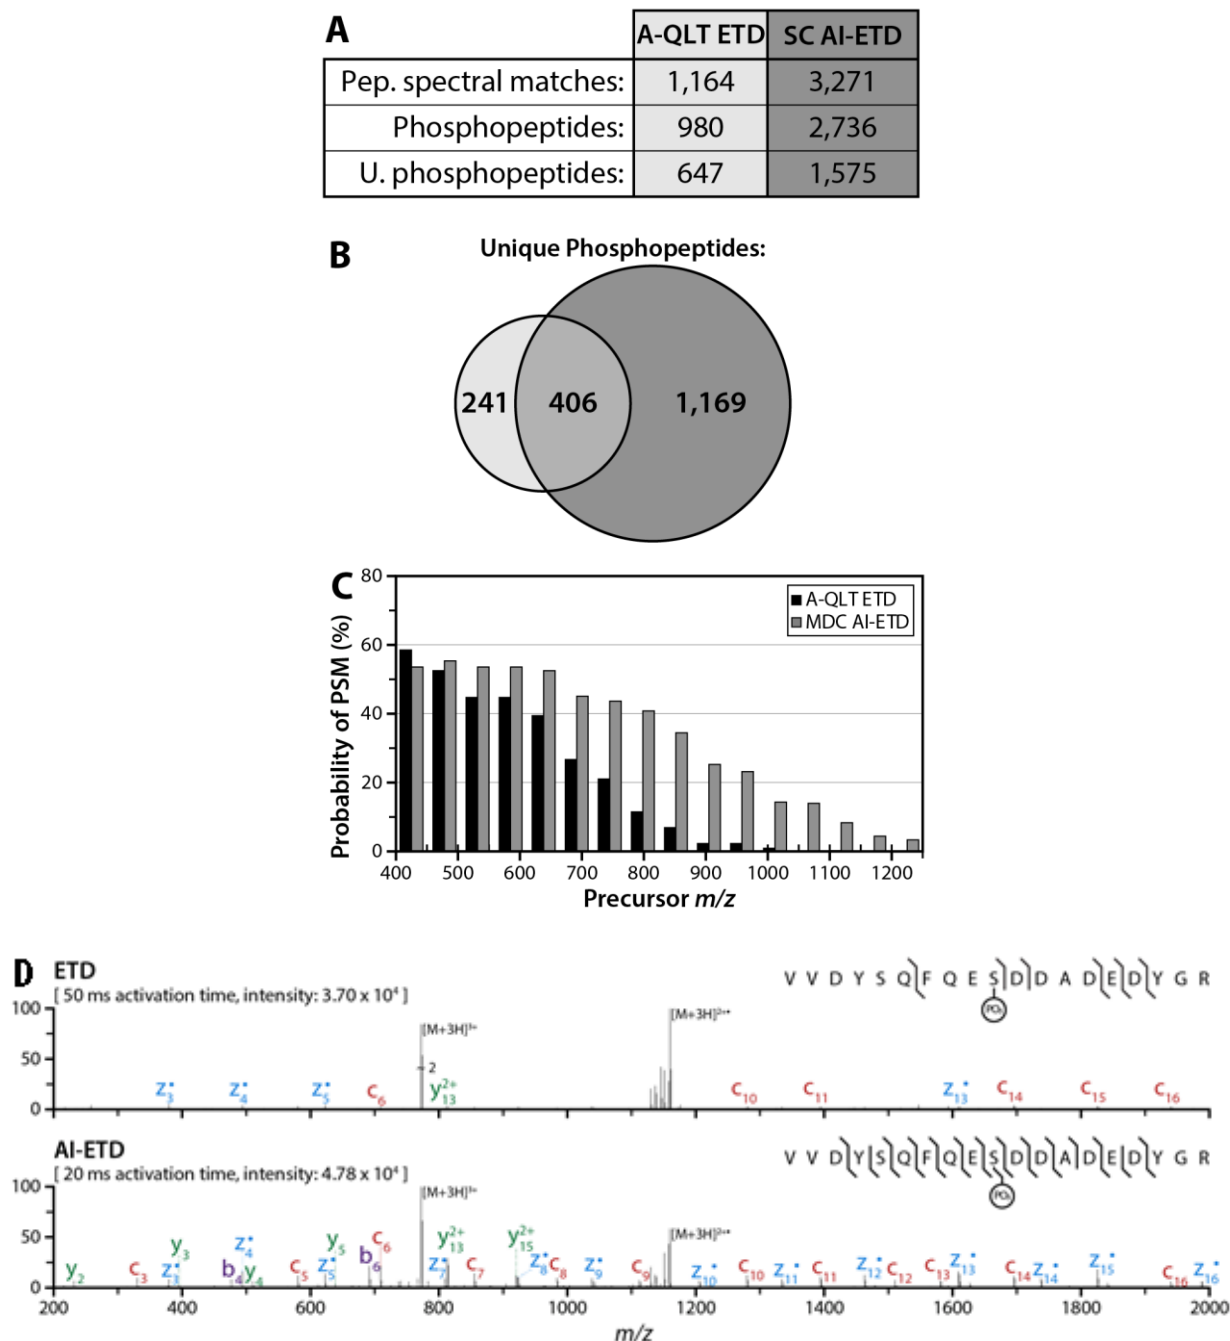 A
A-QLT ETD SC AI-ETD
Pep. spectral matches: 1,164 3,271
Phosphopeptides: 980 2,736
U. phosphopeptides: 647 1,575
B
Unique Phosphopeptides:
241 406 1,169
C
80
60
40
20
0
Probability of PSM (%)
A-QLT ETD
MDC AI-ETD
400 500 600 700 800 900 1000 1100 1200
Precursor m/z
D
ETD
[ 50 ms activation time, intensity: 3.70 x 10⁴ ]
V V D Y S Q F Q E S D D A D E D Y G R
PO₃
100
50
0
[M+3H]³⁺
[M+3H]²⁺•
2
z₃• z₄• z₅• c₆ y₁₃²⁺ c₁₀ c₁₁ z₁₃• c₁₄ c₁₅ c₁₆
AI-ETD
[ 20 ms activation time, intensity: 4.78 x 10⁴ ]
V V D Y S Q F Q E S D D A D E D Y G R
PO₃
100
50
0
[M+3H]³⁺
[M+3H]²⁺•
y₂ c₃ z₃• y₃ b₄ z₄• y₄ c₅ z₅• y₅ b₆ c₆ z₇• y₁₃²⁺ c₇ y₁₅²⁺ z₈• c₈ z₉• c₉ z₁₀• c₁₀ z₁₁• c₁₁ z₁₂• c₁₂ c₁₃ z₁₃• c₁₄ z₁₄• z₁₅• c₁₆ z₁₆•
200 400 600 800 1000 1200 1400 1600 1800 2000
m/z